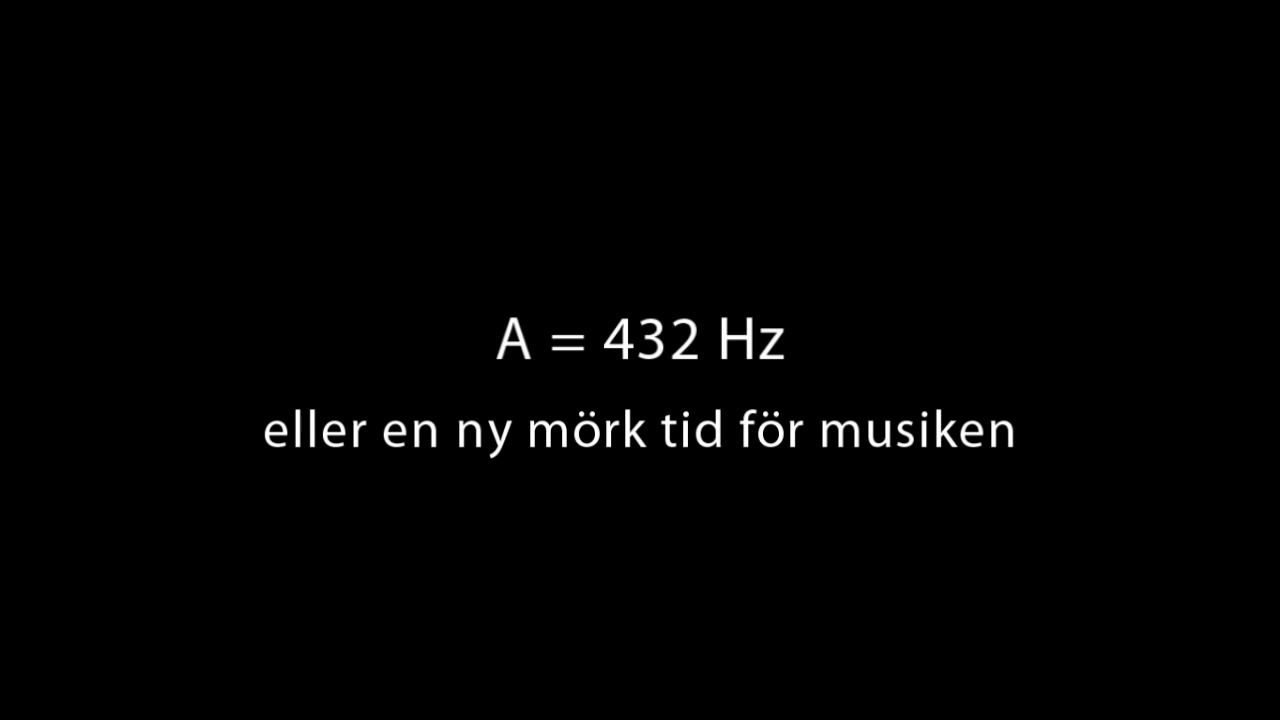 A = 432 Hz
eller en ny mörk tid för musiken